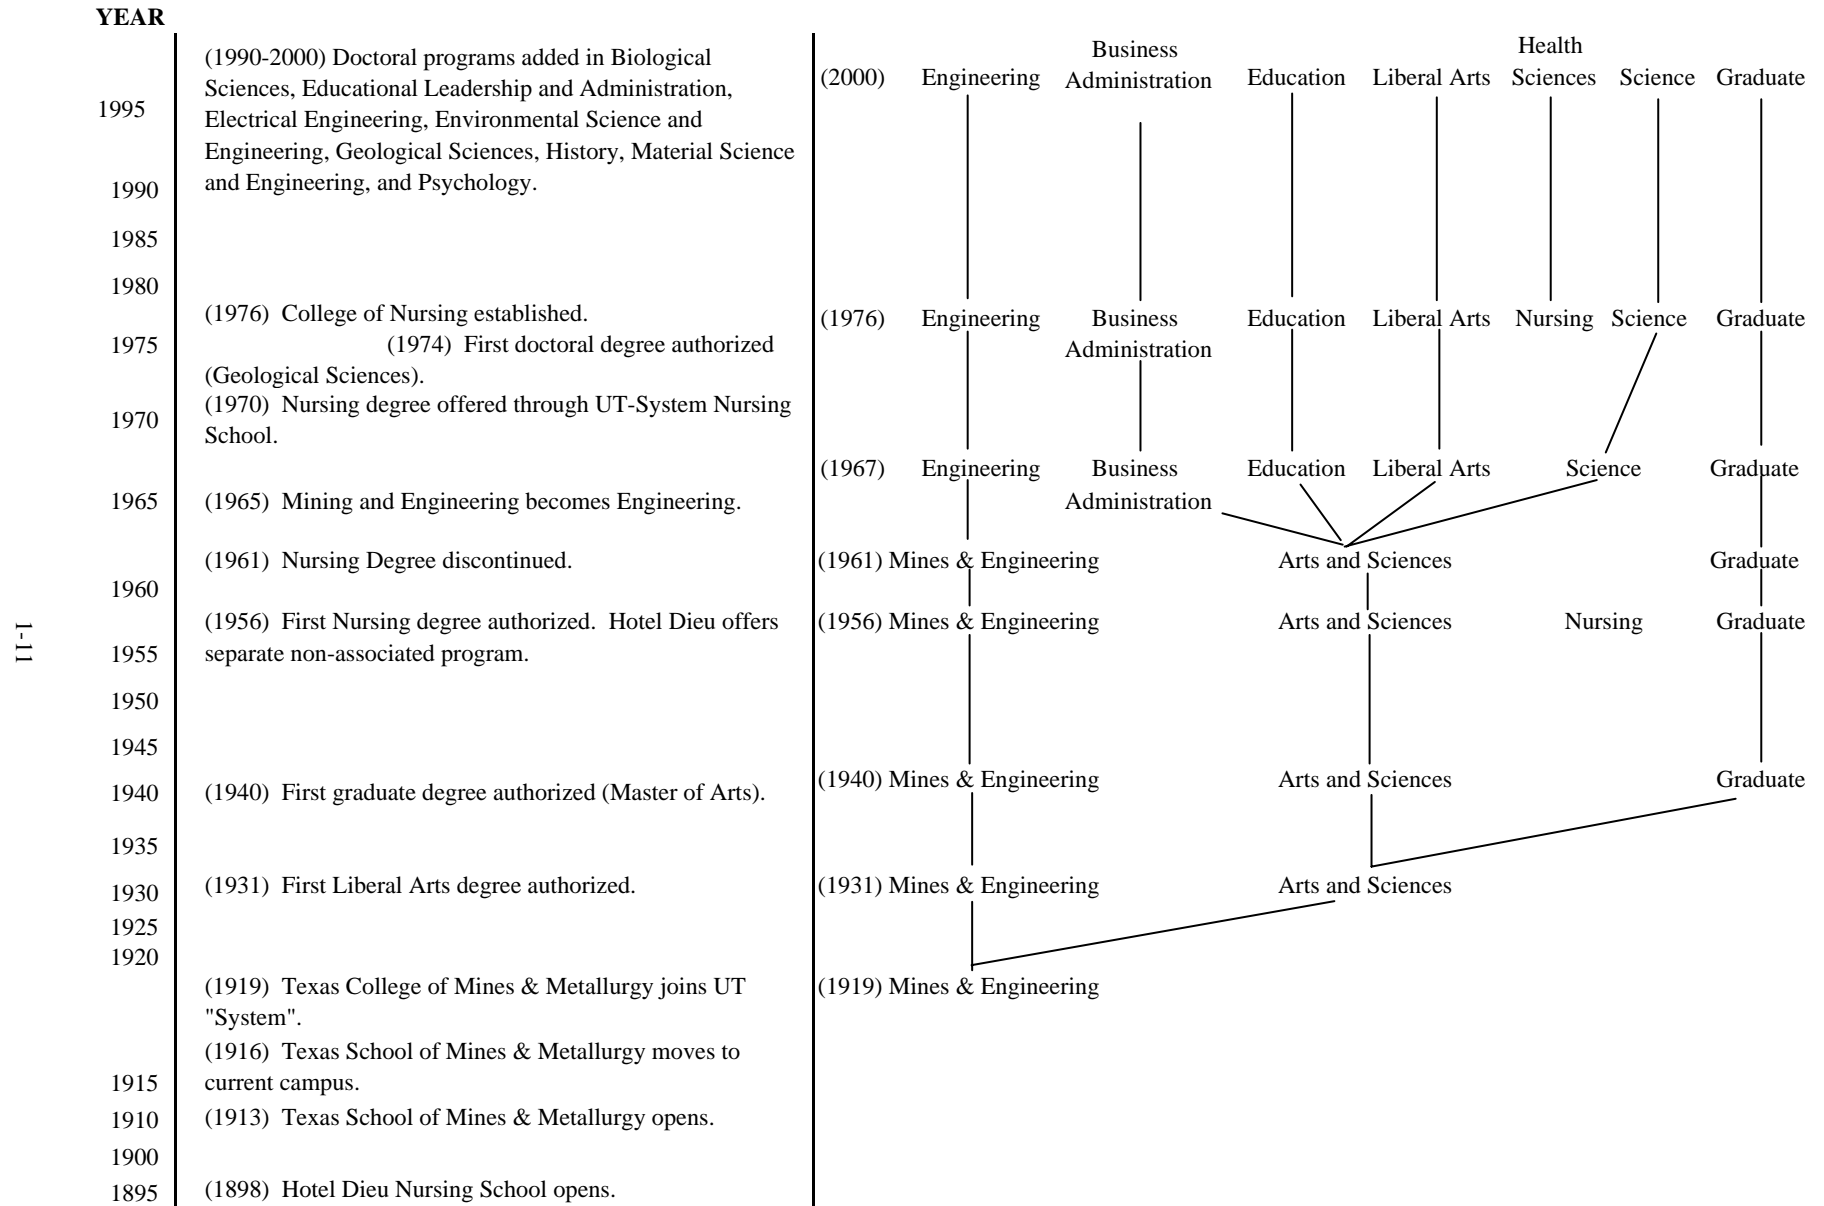 YEAR
(1990-2000) Doctoral programs added in Biological
Sciences, Educational Leadership and Administration,
Electrical Engineering, Environmental Science and
Engineering, Geological Sciences, History, Material Science
and Engineering, and Psychology.
1995
1990
1985
1980
(1976) College of Nursing established.
1975
(1974) First doctoral degree authorized
(Geological Sciences).
(1970) Nursing degree offered through UT-System Nursing
School.
1970
1965 (1965) Mining and Engineering becomes Engineering.
(1961) Nursing Degree discontinued.
1960
(1956) First Nursing degree authorized. Hotel Dieu offers
separate non-associated program.
1955
1950
1945
1940 (1940) First graduate degree authorized (Master of Arts).
1935
1930 (1931) First Liberal Arts degree authorized.
1925
1920
(1919) Texas College of Mines & Metallurgy joins UT
"System".
(1916) Texas School of Mines & Metallurgy moves to
current campus.
1915
1910 (1913) Texas School of Mines & Metallurgy opens.
1900
1895 (1898) Hotel Dieu Nursing School opens.
(2000) Engineering Business Administration Education Liberal Arts Health Sciences Science Graduate
(1976) Engineering Business Administration Education Liberal Arts Nursing Science Graduate
(1967) Engineering Business Administration Education Liberal Arts Science Graduate
(1961) Mines & Engineering Arts and Sciences Graduate
(1956) Mines & Engineering Arts and Sciences Nursing Graduate
(1940) Mines & Engineering Arts and Sciences Graduate
(1931) Mines & Engineering Arts and Sciences
(1919) Mines & Engineering
1-11